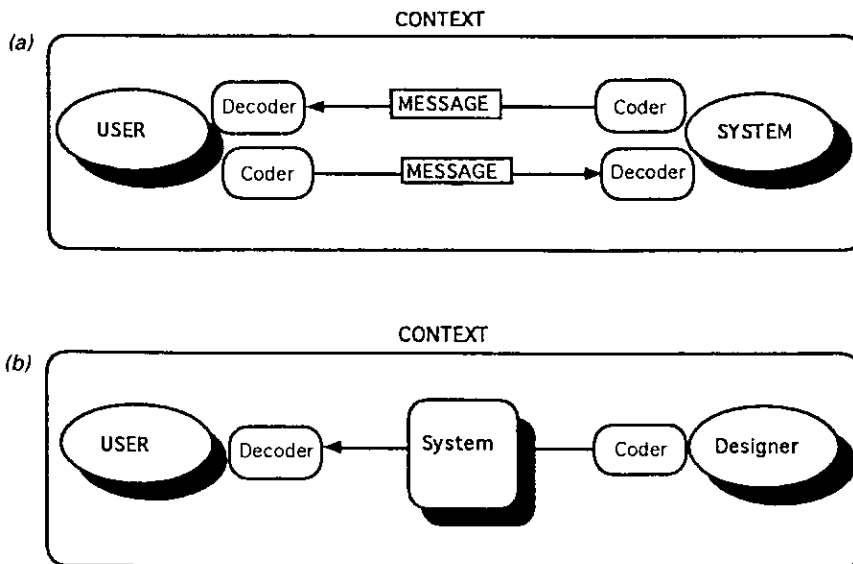 CONTEXT
(a)
Decoder
MESSAGE
Coder
USER
SYSTEM
Coder
MESSAGE
Decoder
CONTEXT
(b)
USER
Decoder
System
Coder
Designer